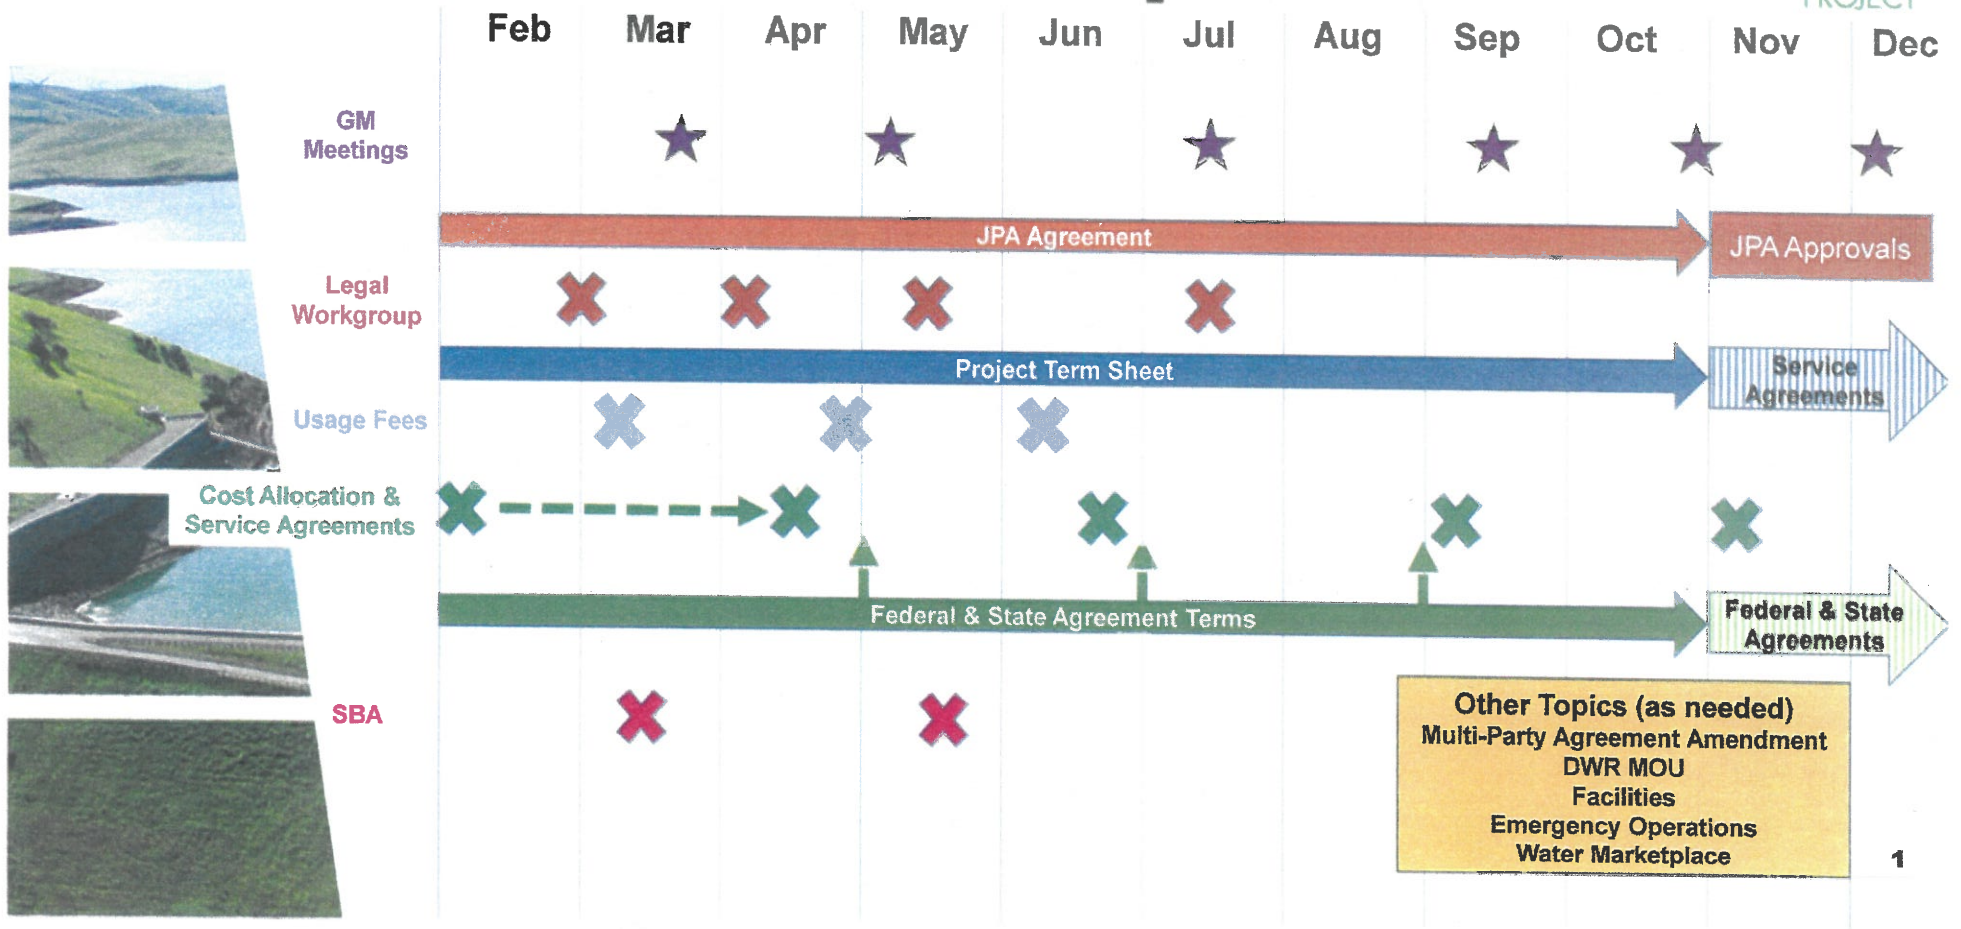 PROJECT
Feb Mar Apr May Jun Jul Aug Sep Oct Nov Dec
GM
Meetings
JPA Agreement
JPA Approvals
Legal
Workgroup
Project Term Sheet
Service
Agreements
Usage Fees
Cost Allocation &
Service Agreements
Federal & State Agreement Terms
Federal & State
Agreements
SBA
Other Topics (as needed)
Multi-Party Agreement Amendment
DWR MOU
Facilities
Emergency Operations
Water Marketplace
1